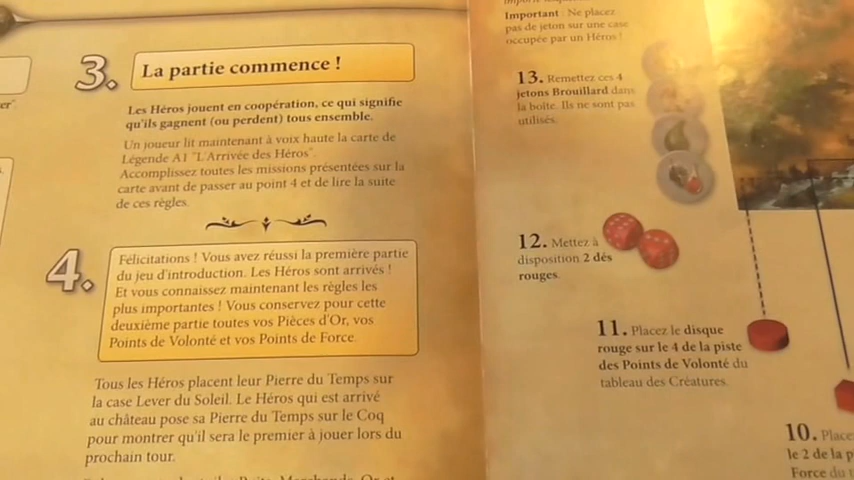 3. La partie commence !
Les Héros jouent en coopération, ce qui signifie
qu'ils gagnent (ou perdent) tous ensemble.
Un joueur lit maintenant à voix haute la carte de
Légende A1 "L'Arrivée des Héros".
Accomplissez toutes les missions présentées sur la
carte avant de passer au point 4 et de lire la suite
de ces règles.
4. Félicitations ! Vous avez réussi la première partie
du jeu d'introduction. Les Héros sont arrivés !
Et vous connaissez maintenant les règles les
plus importantes ! Vous conservez pour cette
deuxième partie toutes vos Pièces d'Or, vos
Points de Volonté et vos Points de Force.
Tous les Héros placent leur Pierre du Temps sur
la case Lever du Soleil. Le Héros qui est arrivé
au château pose sa Pierre du Temps sur le Coq
pour montrer qu'il sera le premier à jouer lors du
prochain tour.
Important : Ne placez
pas de jeton sur une case
occupée par un Héros !
13. Remettez ces 4
jetons Brouillard dans
la boîte. Ils ne sont pas
utilisés.
12. Mettez à
disposition 2 dés
rouges.
11. Placez le disque
rouge sur le 4 de la piste
des Points de Volonté du
tableau des Créatures.
10. Place
le 2 de la p
Force du t